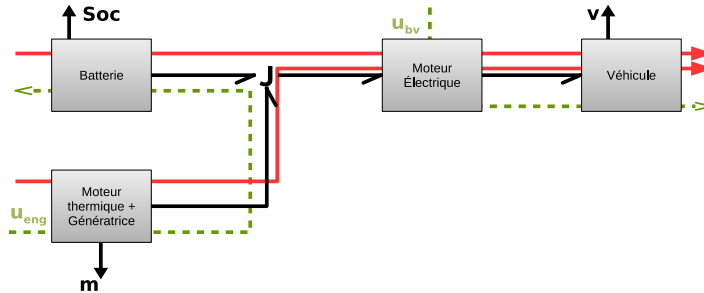 Soc
u_bv
v
Batterie
J
Moteur
Électrique
Véhicule
Moteur
thermique +
Génératrice
u_eng
m